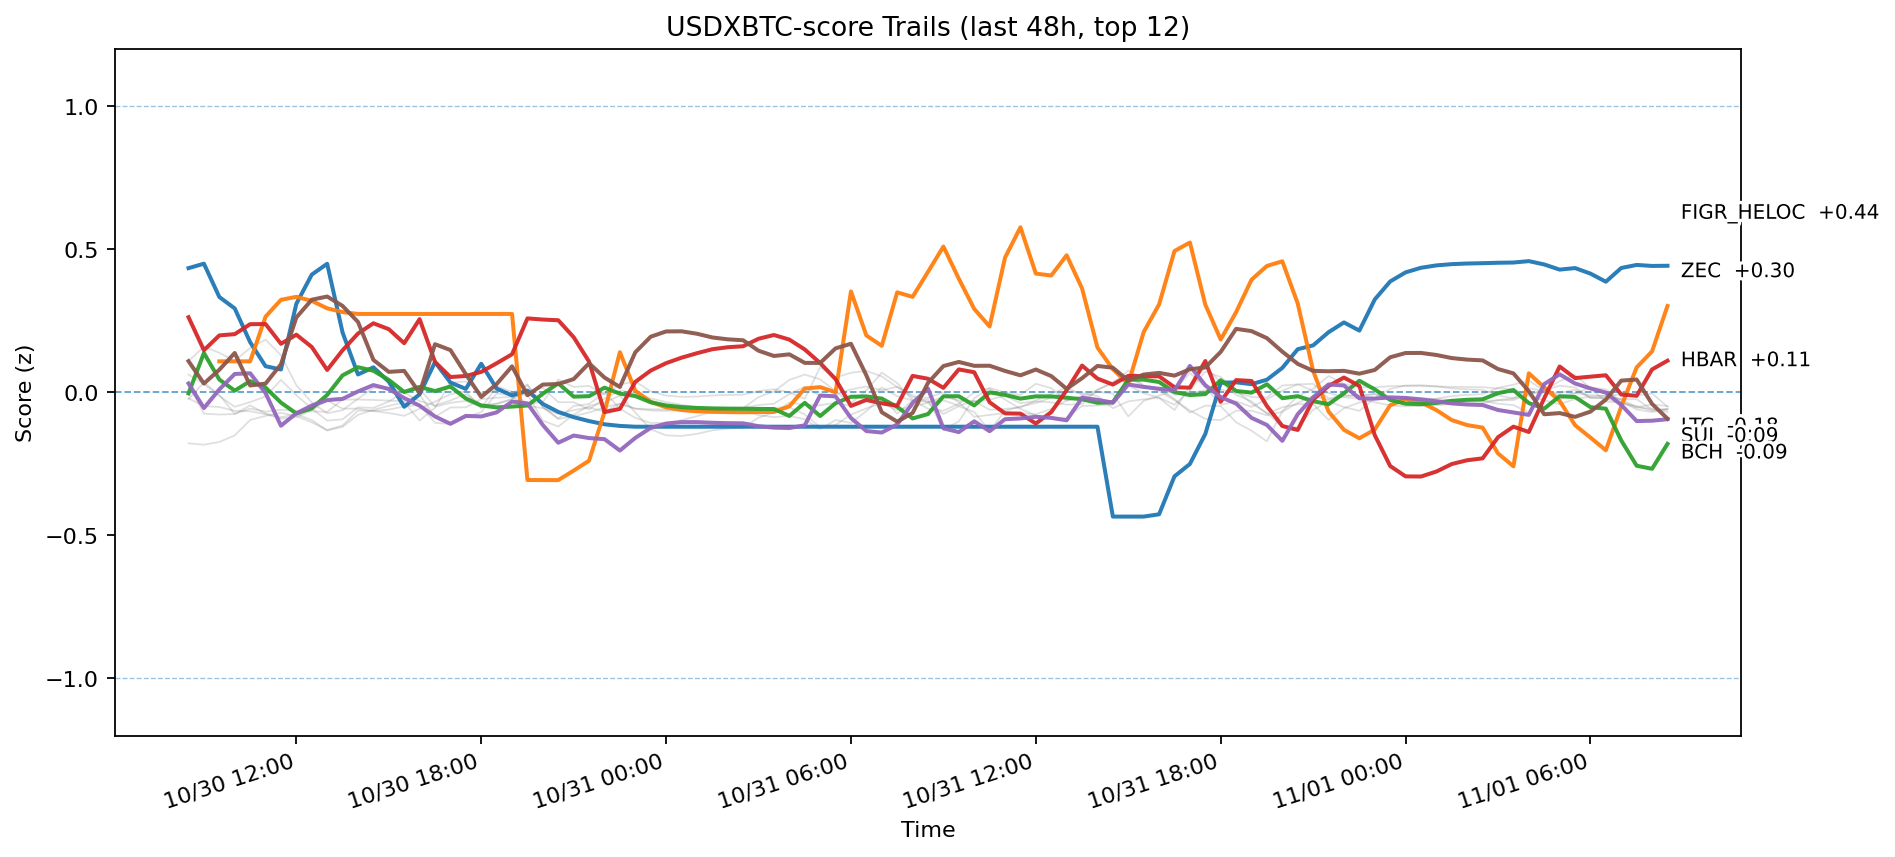 USDXBTC-score Trails (last 48h, top 12)
Score (z)
1.0
0.5
0.0
−0.5
−1.0
FIGR_HELOC +0.44
ZEC +0.30
HBAR +0.11
LTC -0.18
SUI -0.09
BCH -0.09
10/30 12:00
10/30 18:00
10/31 00:00
10/31 06:00
10/31 12:00
10/31 18:00
11/01 00:00
11/01 06:00
Time